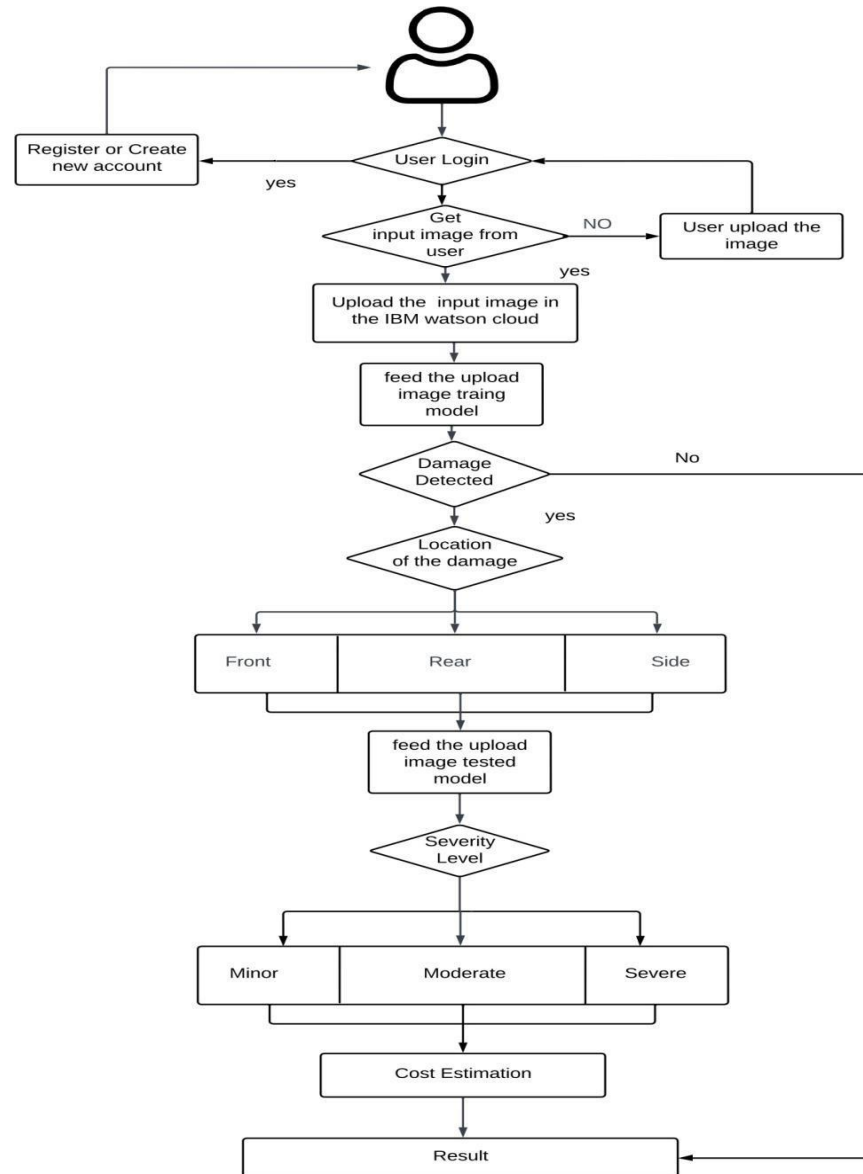 Register or Create
new account
yes
User Login
Get
input image from
user
NO
User upload the
image
yes
Upload the input image in
the IBM watson cloud
feed the upload
image traing
model
Damage
Detected
No
yes
Location
of the damage
Front
Rear
Side
feed the upload
image tested
model
Severity
Level
Minor
Moderate
Severe
Cost Estimation
Result